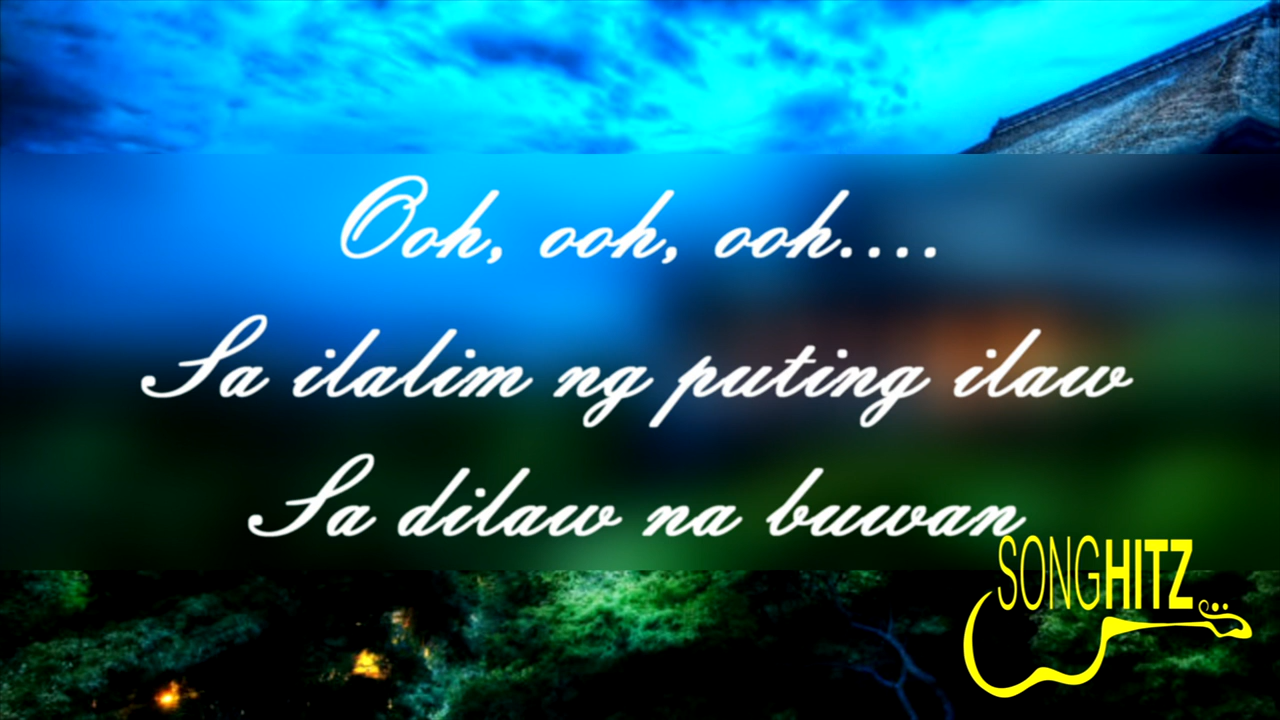 Ooh, ooh, ooh....
Sa ilalim ng puting ilaw
Sa dilaw na buwan
SONGHITZ